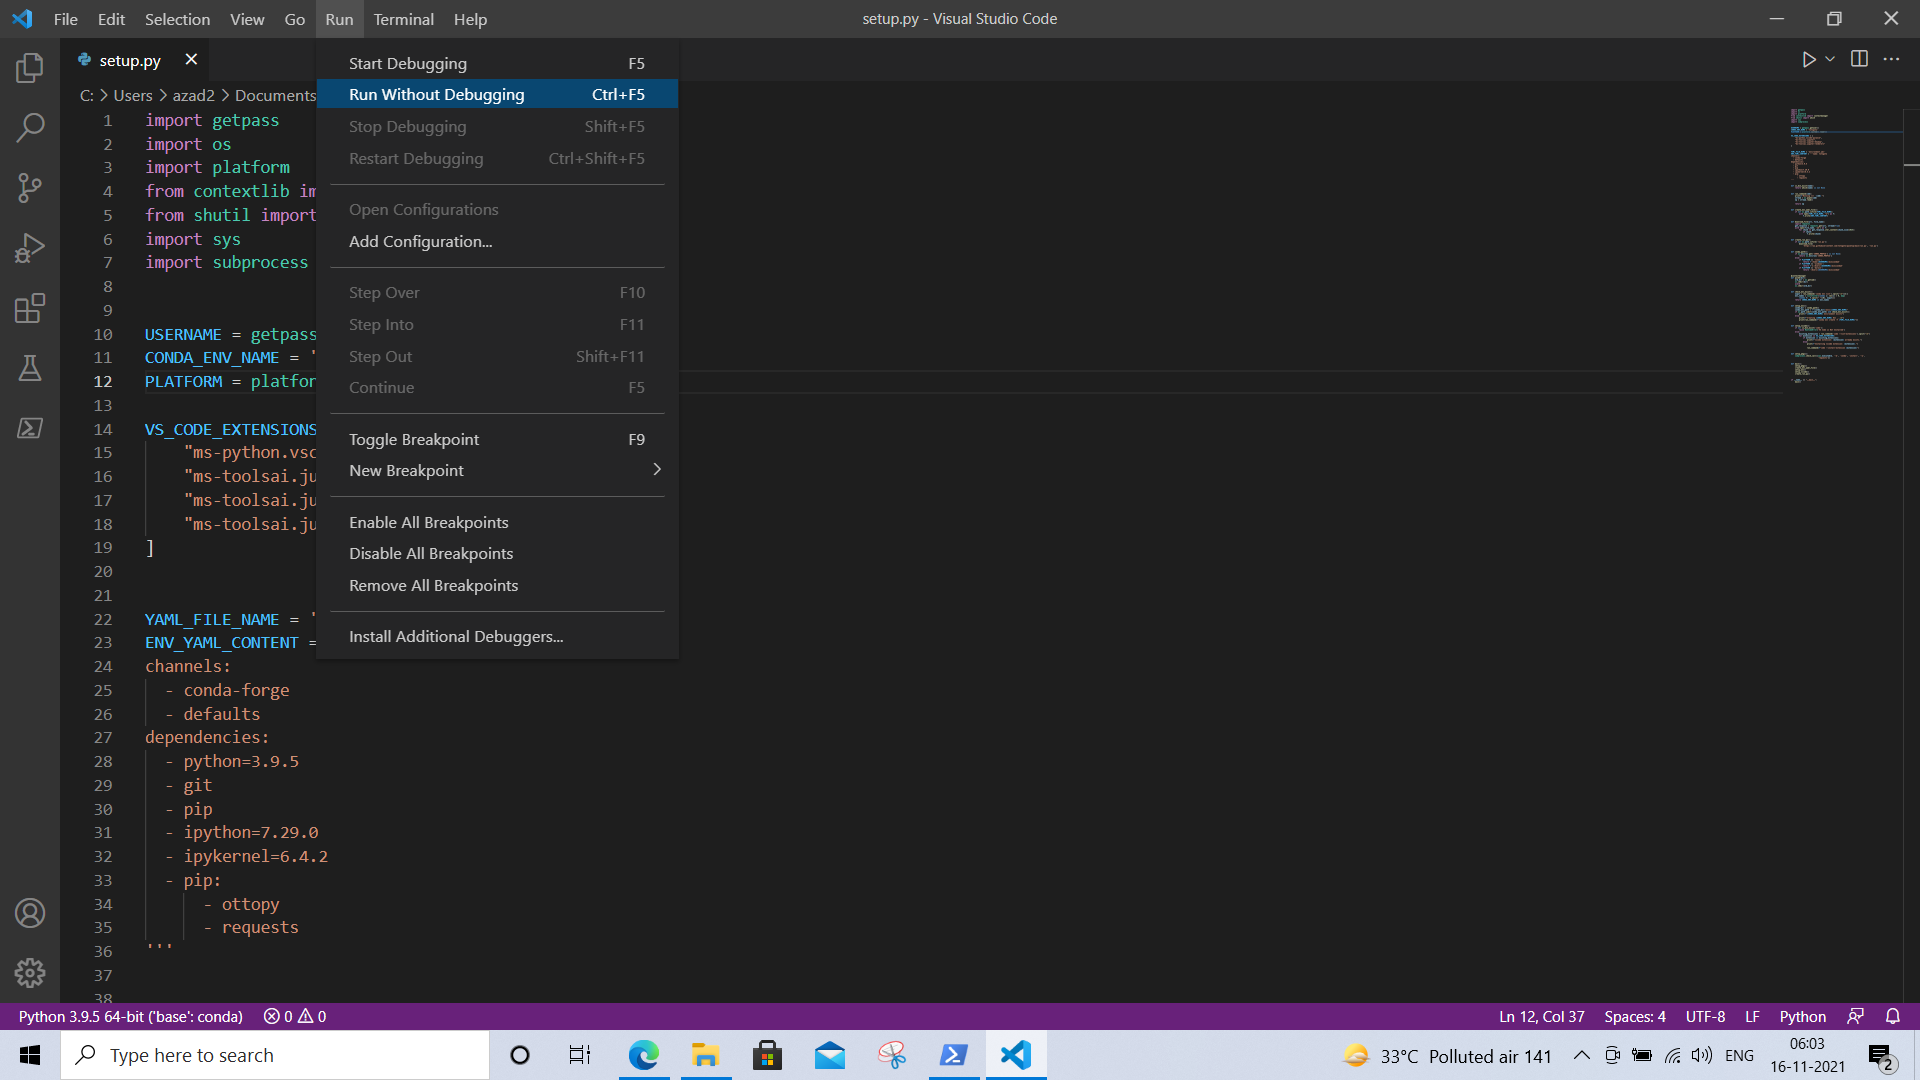 File Edit Selection View Go Run Terminal Help
setup.py - Visual Studio Code
setup.py
C: > Users > azad2 > Documents
Start Debugging F5
Run Without Debugging Ctrl+F5
Stop Debugging Shift+F5
Restart Debugging Ctrl+Shift+F5
Open Configurations
Add Configuration...
Step Over F10
Step Into F11
Step Out Shift+F11
Continue F5
Toggle Breakpoint F9
New Breakpoint
Enable All Breakpoints
Disable All Breakpoints
Remove All Breakpoints
Install Additional Debuggers...
1 import getpass
2 import os
3 import platform
4 from contextlib im
5 from shutil import
6 import sys
7 import subprocess
8
9
10 USERNAME = getpass
11 CONDA_ENV_NAME = '
12 PLATFORM = platfor
13
14 VS_CODE_EXTENSIONS
15 "ms-python.vsc
16 "ms-toolsai.ju
17 "ms-toolsai.ju
18 "ms-toolsai.ju
19 ]
20
21
22 YAML_FILE_NAME = '
23 ENV_YAML_CONTENT =
24 channels:
25 - conda-forge
26 - defaults
27 dependencies:
28 - python=3.9.5
29 - git
30 - pip
31 - ipython=7.29.0
32 - ipykernel=6.4.2
33 - pip:
34 - ottopy
35 - requests
36 '''
37
38
Python 3.9.5 64-bit ('base': conda) 0 0
Ln 12, Col 37 Spaces: 4 UTF-8 LF Python
Type here to search
33°C Polluted air 141
ENG
06:03
16-11-2021
2